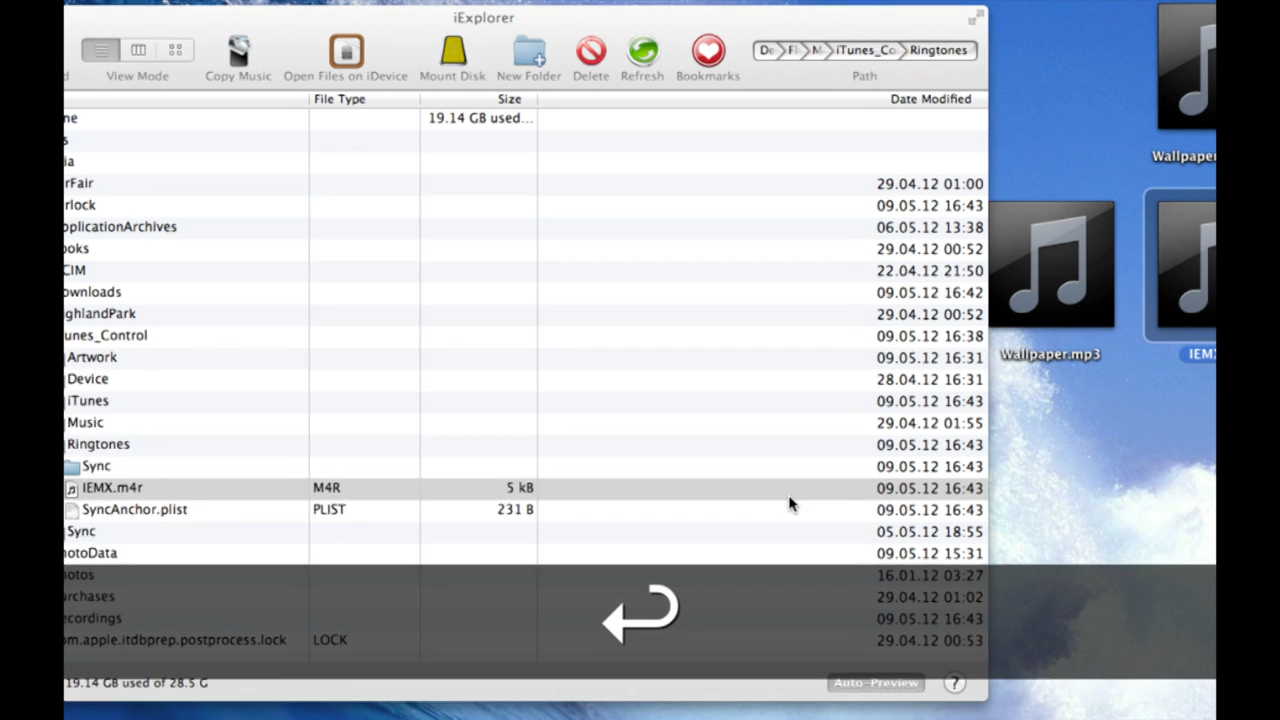 iExplorer
View Mode
Copy Music
Open Files on iDevice
Mount Disk
New Folder
Delete
Refresh
Bookmarks
iTunes_Co Ringtones
Path
File Type Size Date Modified
ne 19.14 GB used...
s
ia
rFair 29.04.12 01:00
rlock 09.05.12 16:43
pplicationArchives 06.05.12 13:38
ooks 29.04.12 00:52
CIM 22.04.12 21:50
ownloads 09.05.12 16:42
ghlandPark 29.04.12 00:52
unes_Control 09.05.12 16:38
Artwork 09.05.12 16:31
Device 28.04.12 16:31
iTunes 09.05.12 16:43
Music 29.04.12 01:55
Ringtones 09.05.12 16:43
Sync 09.05.12 16:43
IEMX.m4r M4R 5 kB 09.05.12 16:43
SyncAnchor.plist PLIST 231 B 09.05.12 16:43
Sync 05.05.12 18:55
hotoData 09.05.12 15:31
hotos 16.01.12 03:27
urchases 29.04.12 01:02
ecordings 09.05.12 16:43
om.apple.itdbprep.postprocess.lock LOCK 29.04.12 00:53
19.14 GB used of 28.5 G
Auto-Preview
?
Wallpaper
Wallpaper.mp3
IEMX